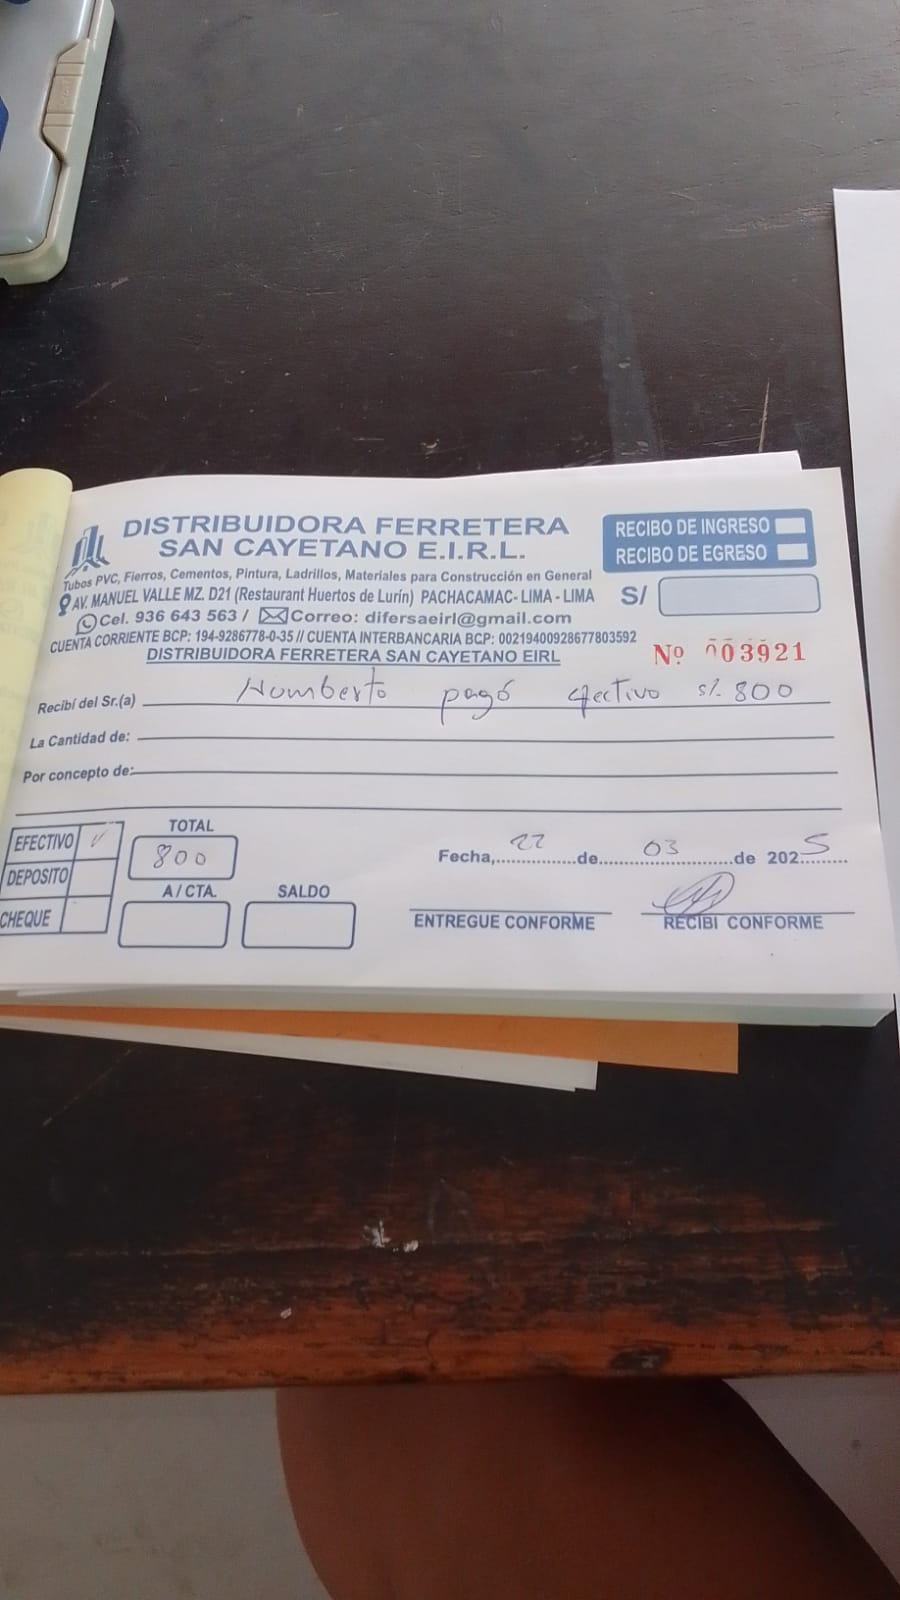 DISTRIBUIDORA FERRETERA
SAN CAYETANO E.I.R.L.
Tubos PVC, Fierros, Cementos, Pintura, Ladrillos, Materiales para Construcción en General
AV. MANUEL VALLE MZ. D21 (Restaurant Huertos de Lurín) PACHACAMAC- LIMA - LIMA
Cel. 936 643 563 / Correo: difersaeirl@gmail.com
CUENTA CORRIENTE BCP: 194-9286778-0-35 // CUENTA INTERBANCARIA BCP: 00219400928677803592
DISTRIBUIDORA FERRETERA SAN CAYETANO EIRL
RECIBO DE INGRESO
RECIBO DE EGRESO
S/
Nº 003921
Recibí del Sr.(a) Humberto pagó efectivo s/. 800
La Cantidad de:
Por concepto de:
EFECTIVO ✓
DEPOSITO
CHEQUE
TOTAL
800
A / CTA.
SALDO
Fecha, 22 de 03 de 2025
ENTREGUE CONFORME
RECIBI CONFORME